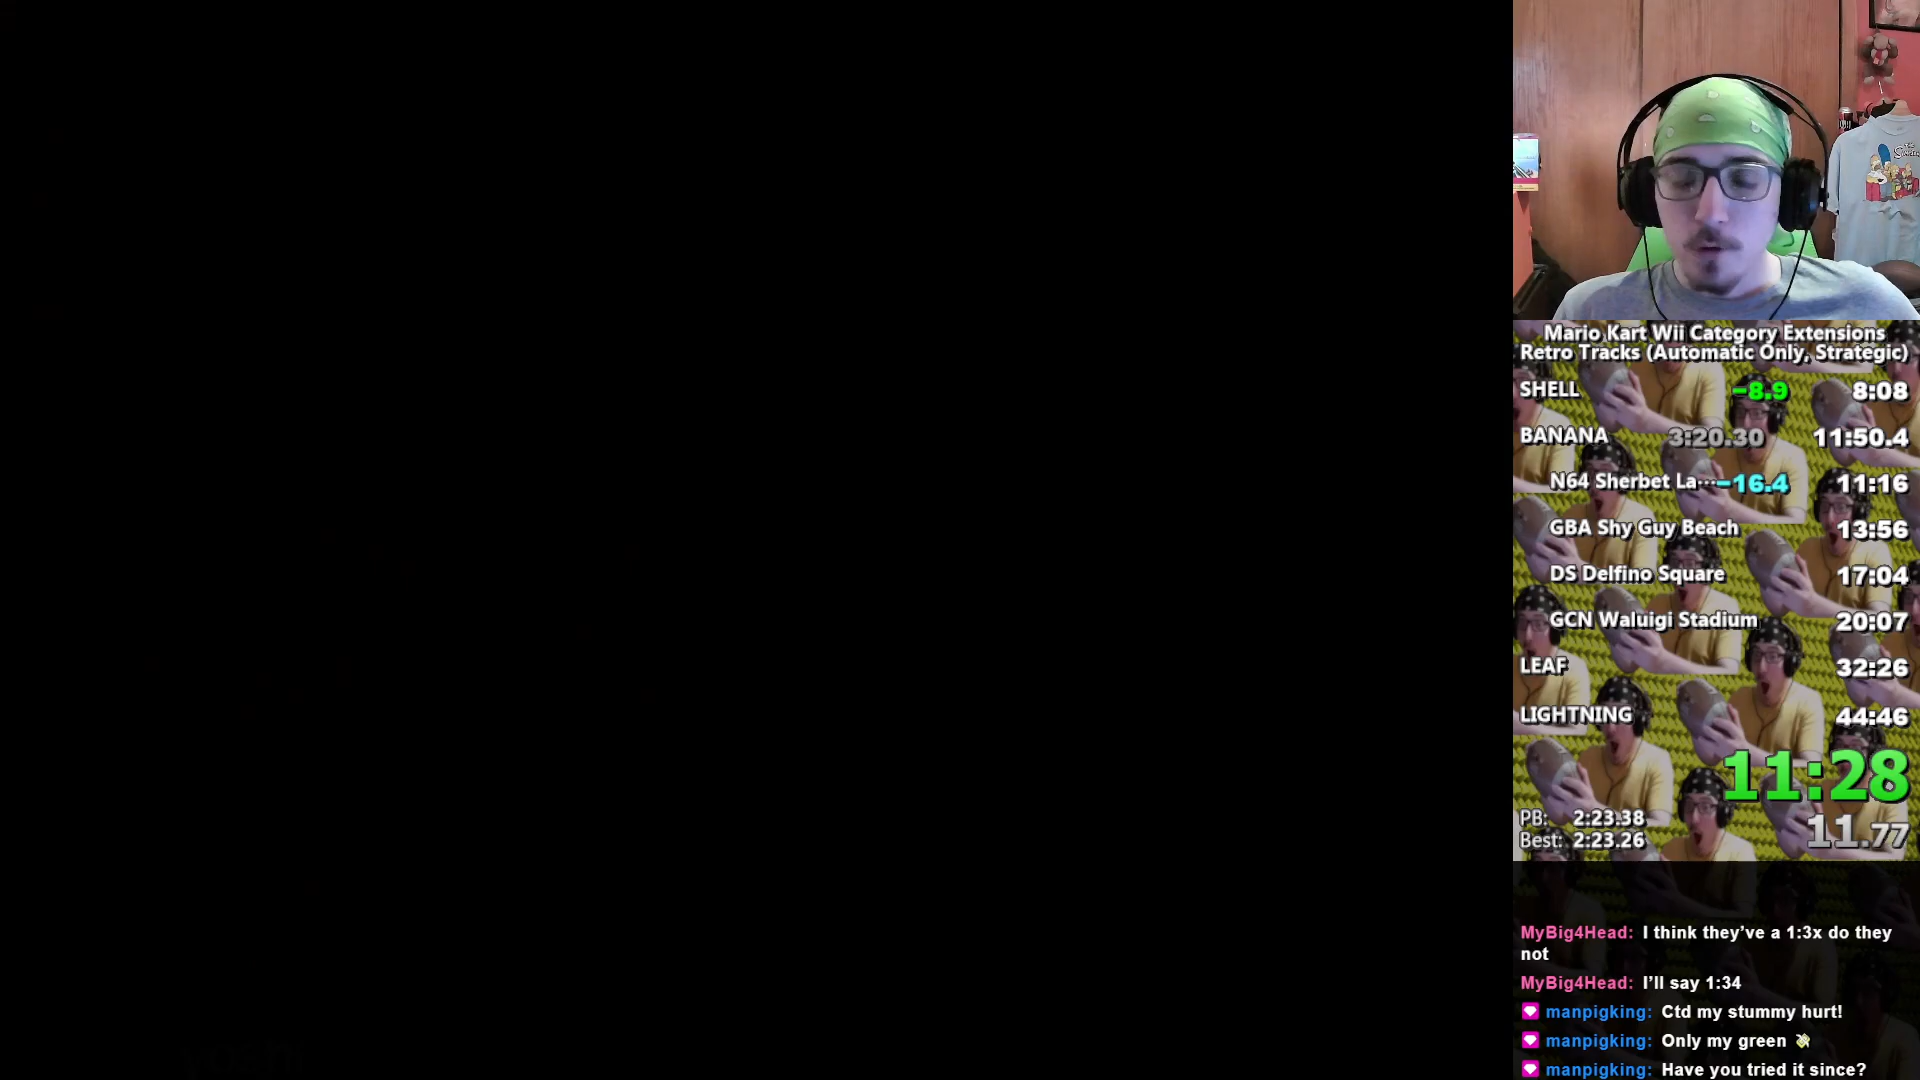 Mario Kart Wii Category Extensions
Retro Tracks (Automatic Only, Strategic)
SHELL -8.9 8:08
BANANA 3:20.30 11:50.4
N64 Sherbet La... -16.4 11:16
GBA Shy Guy Beach 13:56
DS Delfino Square 17:04
GCN Waluigi Stadium 20:07
LEAF 32:26
LIGHTNING 44:46
11:28
PB: 2:23.38
Best: 2:23.26
11.77
MyBig4Head: I think they’ve a 1:3x do they
not
MyBig4Head: I’ll say 1:34
manpigking: Ctd my stummy hurt!
manpigking: Only my green
manpigking: Have you tried it since?
yoshi